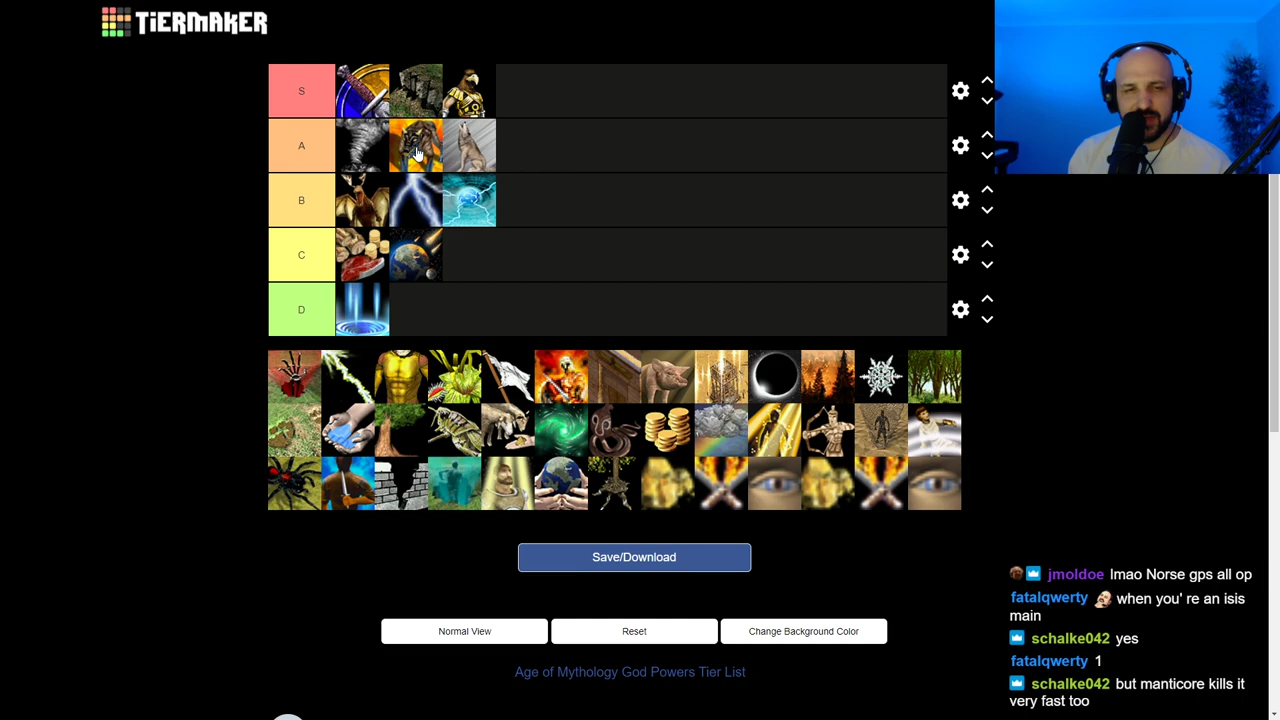 TiERMAKER
S
A
B
C
D
Save/Download
Normal View
Reset
Change Background Color
Age of Mythology God Powers Tier List
jmoldoe lmao Norse gps all op
fatalqwerty when you' re an isis
main
schalke042 yes
fatalqwerty 1
schalke042 but manticore kills it
very fast too